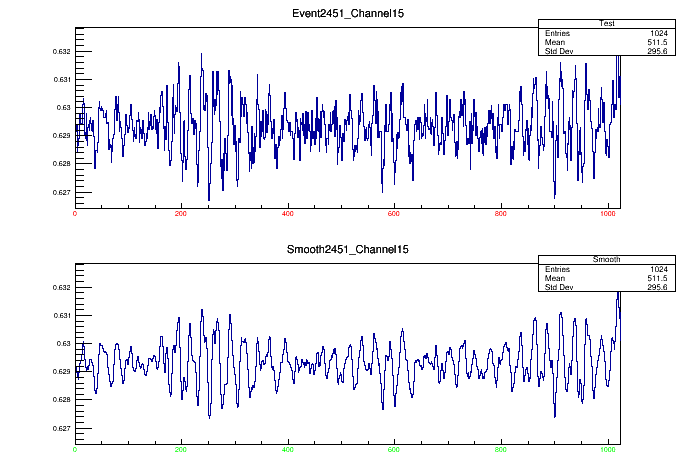 Event2451_Channel15
Test
Entries 1024
Mean 511.5
Std Dev 295.6
0.632
0.631
0.63
0.629
0.628
0.627
0 200 400 600 800 1000
Smooth2451_Channel15
Smooth
Entries 1024
Mean 511.5
Std Dev 295.6
0.632
0.631
0.63
0.629
0.628
0.627
0 200 400 600 800 1000